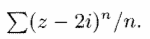 ∑(z − 2i)ⁿ/n.